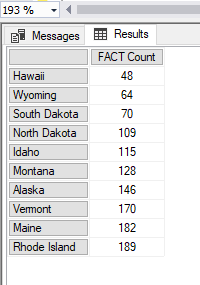 193 %
Messages Results
FACT Count
Hawaii 48
Wyoming 64
South Dakota 70
North Dakota 109
Idaho 115
Montana 128
Alaska 146
Vermont 170
Maine 182
Rhode Island 189